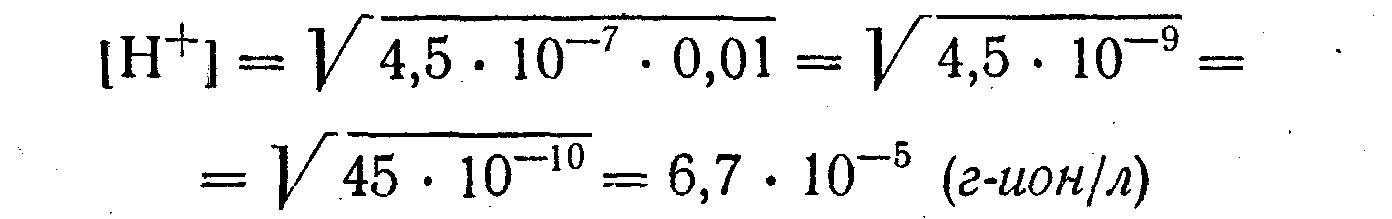 [H⁺] = √4,5 · 10⁻⁷ · 0,01 = √4,5 · 10⁻⁹ =
= √45 · 10⁻¹⁰ = 6,7 · 10⁻⁵ (г-ион/л)